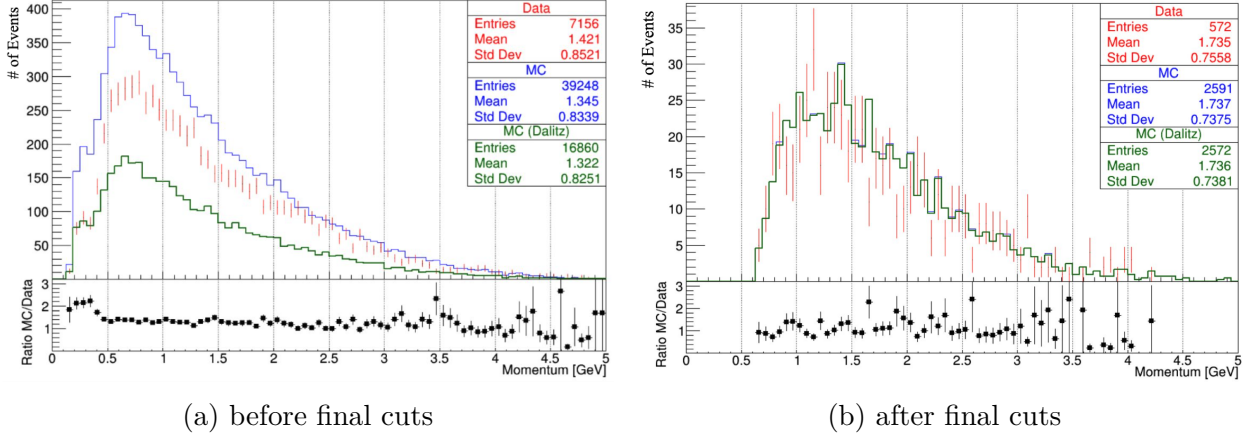 Data
Entries 7156
Mean 1.421
Std Dev 0.8521
MC
Entries 39248
Mean 1.345
Std Dev 0.8339
MC (Dalitz)
Entries 16860
Mean 1.322
Std Dev 0.8251
# of Events
400
350
300
250
200
150
100
50
Ratio MC/Data
3
2
1
0 0.5 1 1.5 2 2.5 3 3.5 4 4.5 5
Momentum [GeV]
(a) before final cuts
Data
Entries 572
Mean 1.735
Std Dev 0.7558
MC
Entries 2591
Mean 1.737
Std Dev 0.7375
MC (Dalitz)
Entries 2572
Mean 1.736
Std Dev 0.7381
# of Events
35
30
25
20
15
10
5
Ratio MC/Data
3
2
1
0 0.5 1 1.5 2 2.5 3 3.5 4 4.5 5
Momentum [GeV]
(b) after final cuts